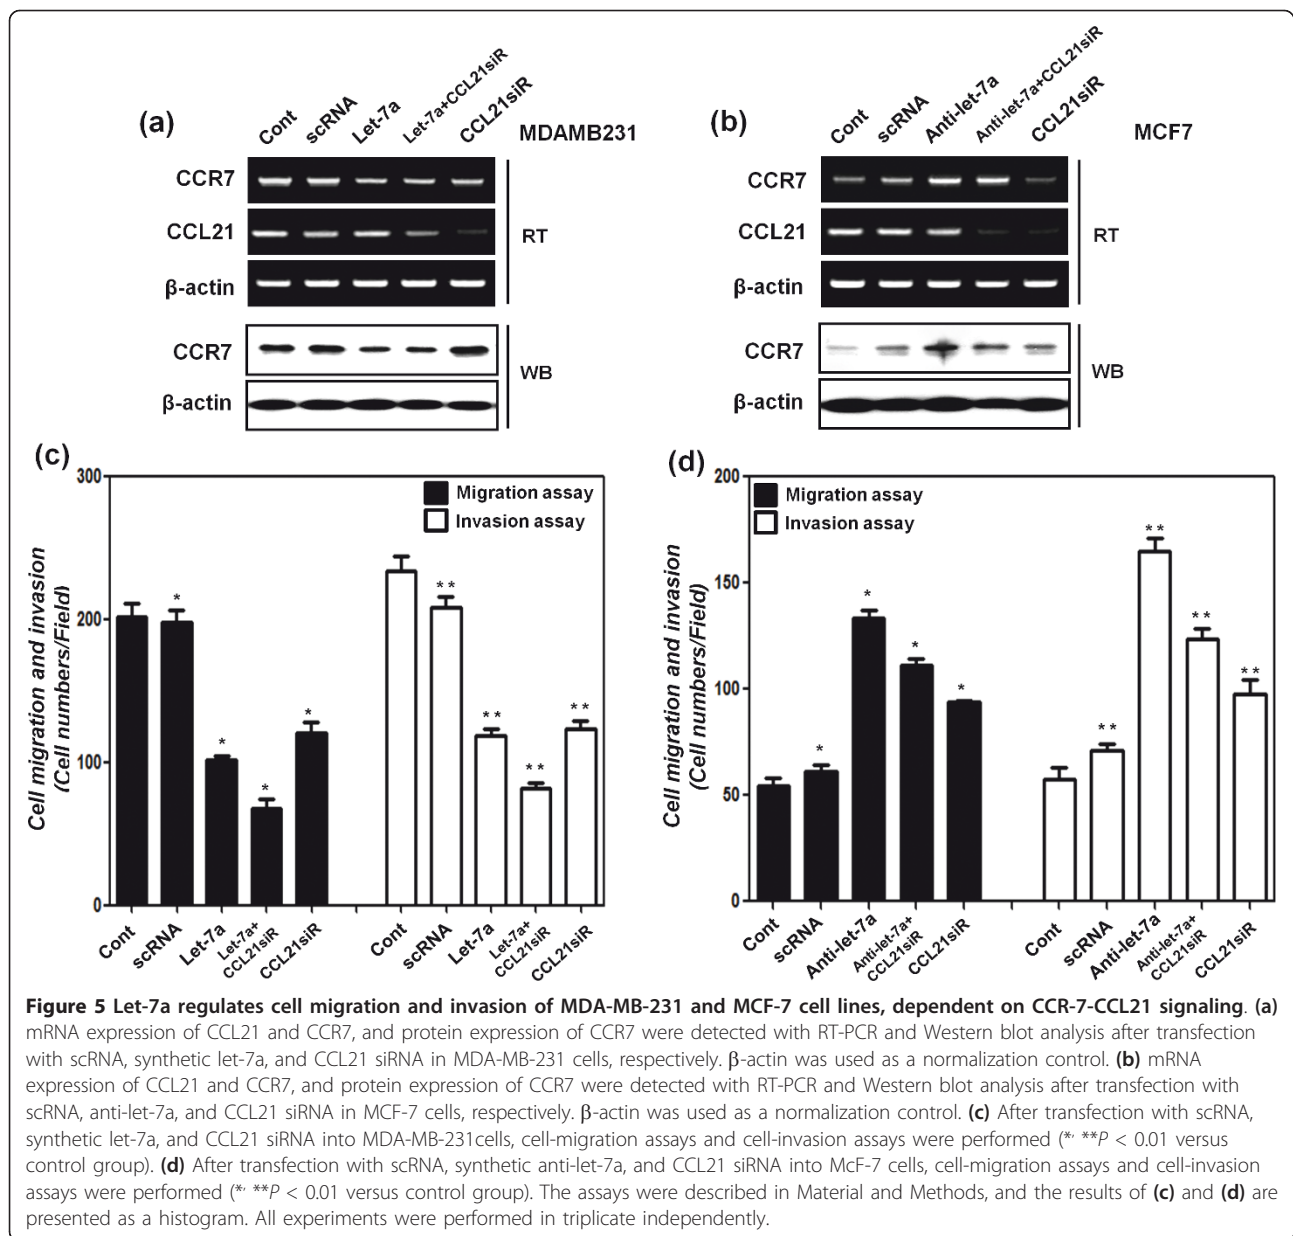 (a)
Cont scRNA Let-7a Let-7a+CCL21siR CCL21siR
MDAMB231
CCR7
CCL21
β-actin
RT
CCR7
β-actin
WB
(b)
Cont scRNA Anti-let-7a Anti-let-7a+CCL21siR CCL21siR
MCF7
CCR7
CCL21
β-actin
RT
CCR7
β-actin
WB
(c)
Cell migration and invasion
(Cell numbers/Field)
300
200
100
0
Migration assay
Invasion assay
*
*
*
*
**
**
**
**
Cont
scRNA
Let-7a
Let-7a+
CCL21siR
CCL21siR
Cont
scRNA
Let-7a
Let-7a+
CCL21siR
CCL21siR
(d)
Cell migration and invasion
(Cell numbers/Field)
200
150
100
50
0
Migration assay
Invasion assay
*
*
*
*
**
**
**
**
Cont
scRNA
Anti-let-7a
Anti-let-7a+
CCL21siR
CCL21siR
Cont
scRNA
Anti-let-7a
Anti-let-7a+
CCL21siR
CCL21siR
Figure 5 Let-7a regulates cell migration and invasion of MDA-MB-231 and MCF-7 cell lines, dependent on CCR-7-CCL21 signaling. (a)
mRNA expression of CCL21 and CCR7, and protein expression of CCR7 were detected with RT-PCR and Western blot analysis after transfection
with scRNA, synthetic let-7a, and CCL21 siRNA in MDA-MB-231 cells, respectively. β-actin was used as a normalization control. (b) mRNA
expression of CCL21 and CCR7, and protein expression of CCR7 were detected with RT-PCR and Western blot analysis after transfection with
scRNA, anti-let-7a, and CCL21 siRNA in MCF-7 cells, respectively. β-actin was used as a normalization control. (c) After transfection with scRNA,
synthetic let-7a, and CCL21 siRNA into MDA-MB-231cells, cell-migration assays and cell-invasion assays were performed (*, **P < 0.01 versus
control group). (d) After transfection with scRNA, synthetic anti-let-7a, and CCL21 siRNA into McF-7 cells, cell-migration assays and cell-invasion
assays were performed (*, **P < 0.01 versus control group). The assays were described in Material and Methods, and the results of (c) and (d) are
presented as a histogram. All experiments were performed in triplicate independently.